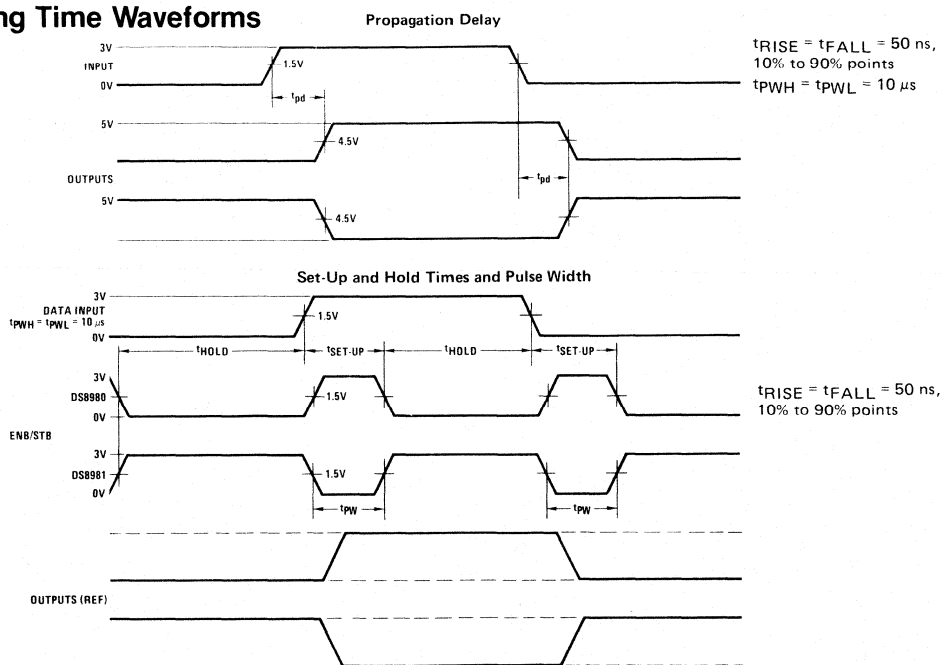 ng Time Waveforms
Propagation Delay
3V
INPUT
0V
1.5V
tpd
tRISE = tFALL = 50 ns,
10% to 90% points
tPWH = tPWL = 10 μs
5V
4.5V
OUTPUTS
tpd
5V
4.5V
Set-Up and Hold Times and Pulse Width
3V
DATA INPUT
tPWH = tPWL = 10 μs
0V
1.5V
tHOLD
tSET-UP
tHOLD
tSET-UP
3V
DS8980
0V
1.5V
tRISE = tFALL = 50 ns,
10% to 90% points
ENB/STB
3V
DS8981
0V
1.5V
tPW
tPW
OUTPUTS (REF)